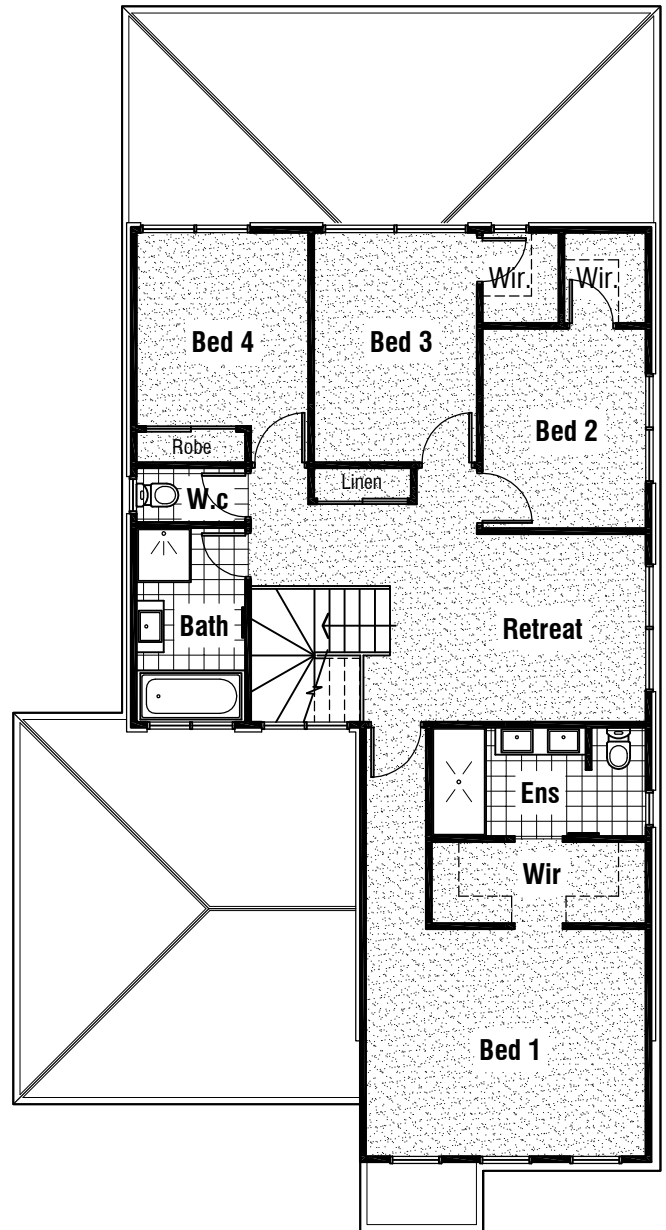 Wir.
Wir.
Bed 4
Bed 3
Bed 2
Robe
Linen
W.c
Bath
Retreat
Ens
Wir
Bed 1